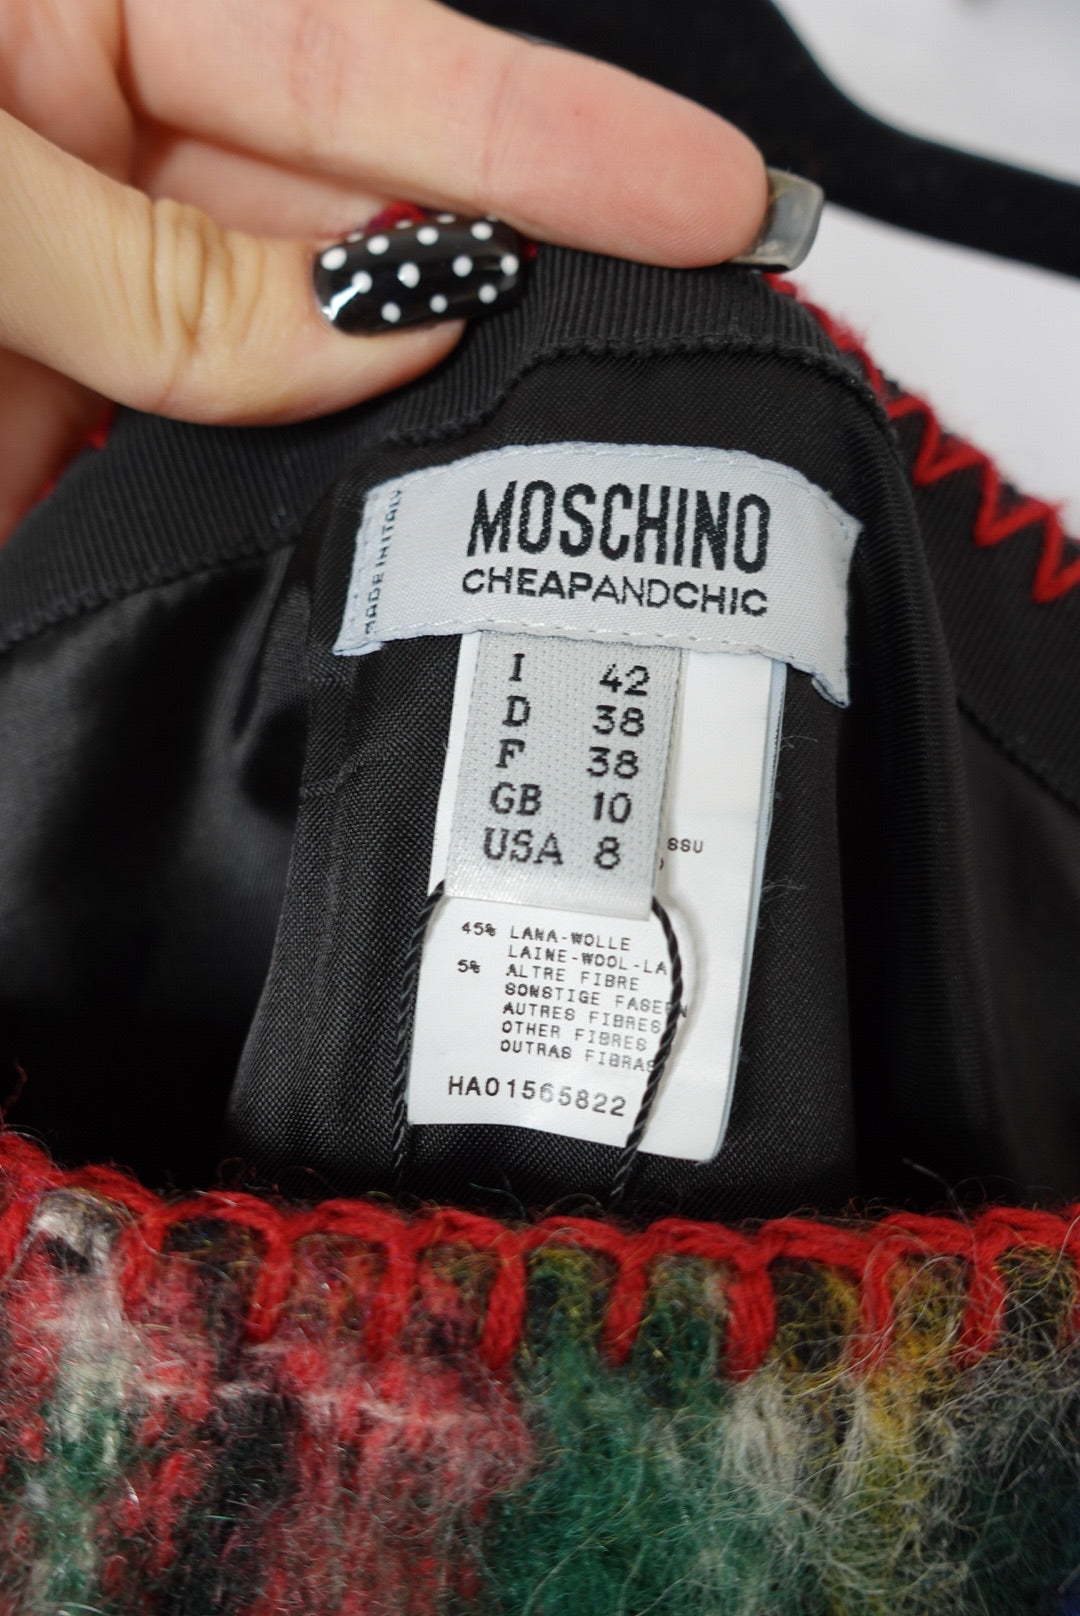 MOSCHINO
CHEAPANDCHIC
MADE IN ITALY
I 42
D 38
F 38
GB 10
USA 8
SSU
45% LANA-WOLLE
LAINE-WOOL-LA
5% ALTRE FIBRE
SONSTIGE FASERN
AUTRES FIBRES
OTHER FIBRES
OUTRAS FIBRAS
HA01565822